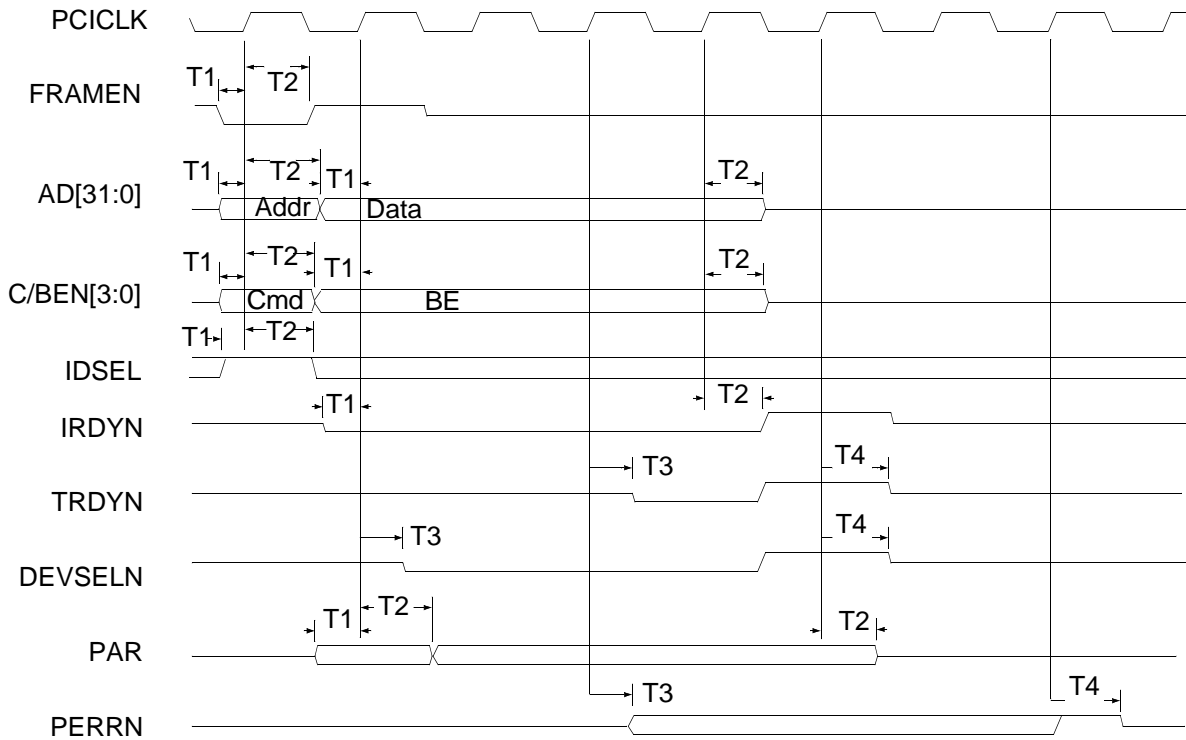 PCICLK
T1 T2
FRAMEN
T1 T2 T1 T2
AD[31:0]
Addr Data
T1 T2 T1 T2
C/BEN[3:0]
Cmd BE
T1 T2
IDSEL
T1 T2
IRDYN
T3 T4
TRDYN
T3 T4
DEVSELN
T1 T2 T2
PAR
T3 T4
PERRN